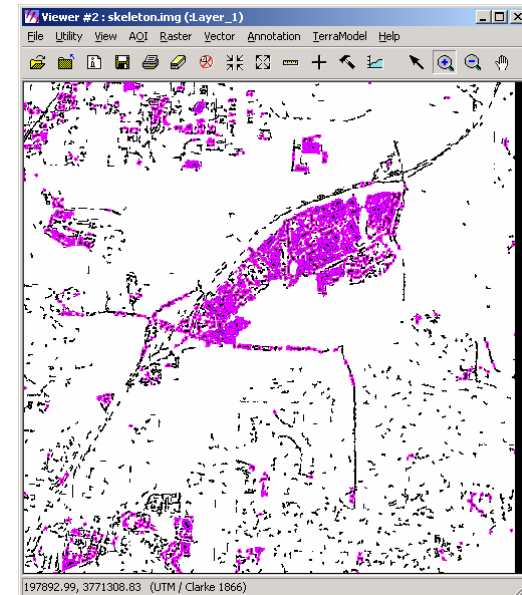 Viewer #2 : skeleton.img (:Layer_1)
File Utility View AOI Raster Vector Annotation TerraModel Help
197892.99, 3771308.83 (UTM / Clarke 1866)